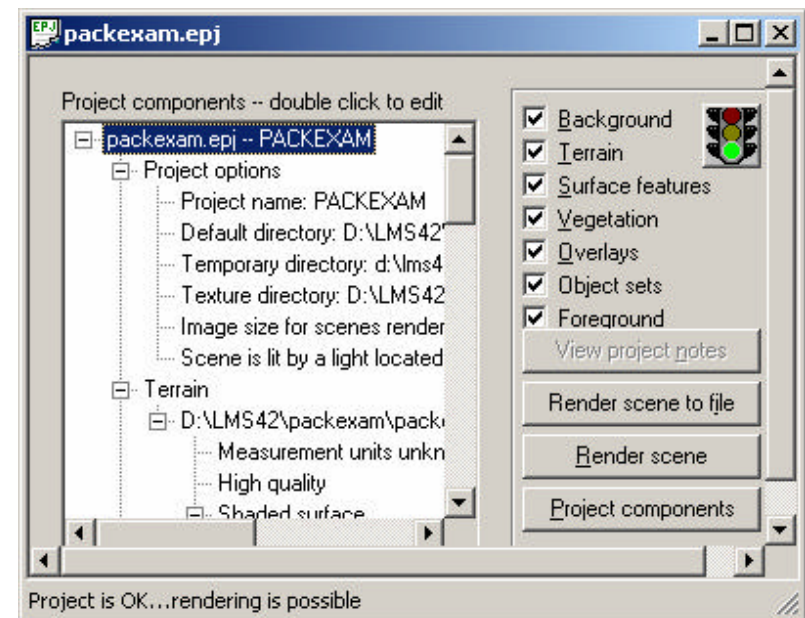 EPJ packexam.epj
Project components -- double click to edit
packexam.epj -- PACKEXAM
Project options
Project name: PACKEXAM
Default directory: D:\LMS42
Temporary directory: d:\lms4
Texture directory: D:\LMS42
Image size for scenes render
Scene is lit by a light located
Terrain
D:\LMS42\packexam\pack
Measurement units unkn
High quality
Shaded surface
Background
Terrain
Surface features
Vegetation
Overlays
Object sets
Foreground
View project notes
Render scene to file
Render scene
Project components
Project is OK...rendering is possible